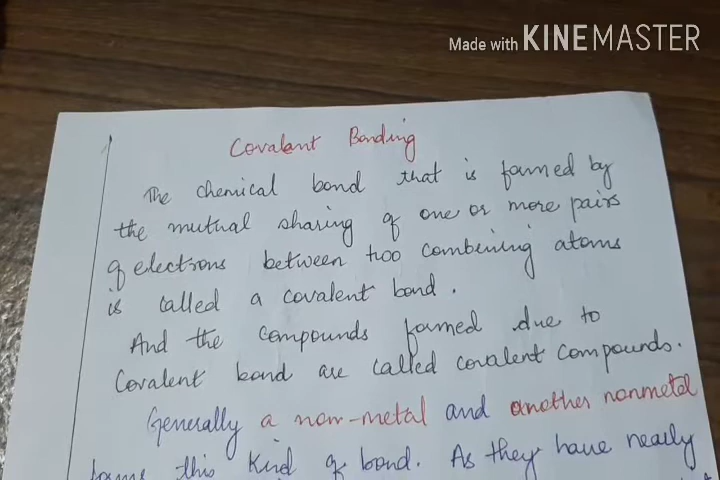 Made with KINEMASTER
Covalent Bonding
The chemical bond that is formed by
the mutual sharing of one or more pairs
of electrons between two combining atoms
is called a covalent bond.
And the compounds formed due to
Covalent bond are called covalent compounds.
Generally a non-metal and another nonmetal
forms this kind of bond. As they have nearly